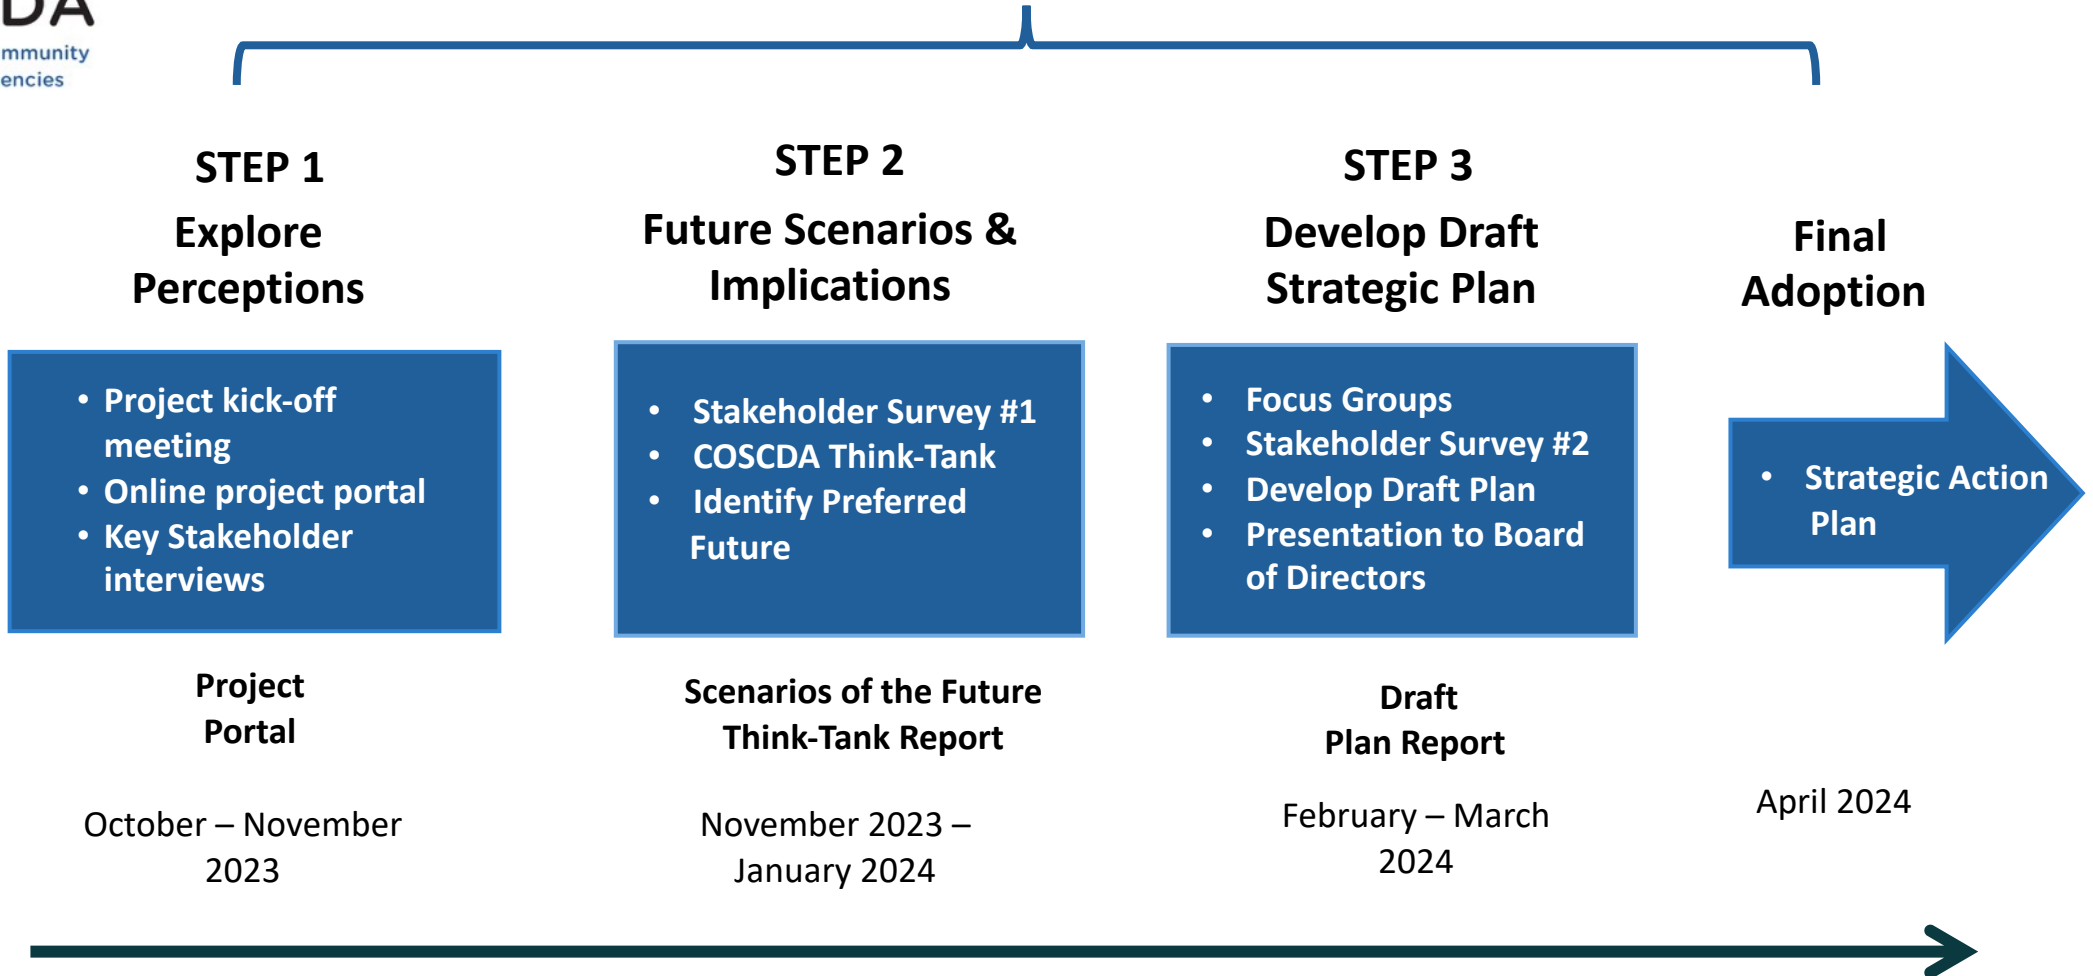 DA
mmunity
encies
STEP 1
Explore
Perceptions
• Project kick-off
meeting
• Online project portal
• Key Stakeholder
interviews
Project
Portal
October – November
2023
STEP 2
Future Scenarios &
Implications
• Stakeholder Survey #1
• COSCDA Think-Tank
• Identify Preferred
Future
Scenarios of the Future
Think-Tank Report
November 2023 –
January 2024
STEP 3
Develop Draft
Strategic Plan
• Focus Groups
• Stakeholder Survey #2
• Develop Draft Plan
• Presentation to Board
of Directors
Draft
Plan Report
February – March
2024
Final
Adoption
• Strategic Action
Plan
April 2024